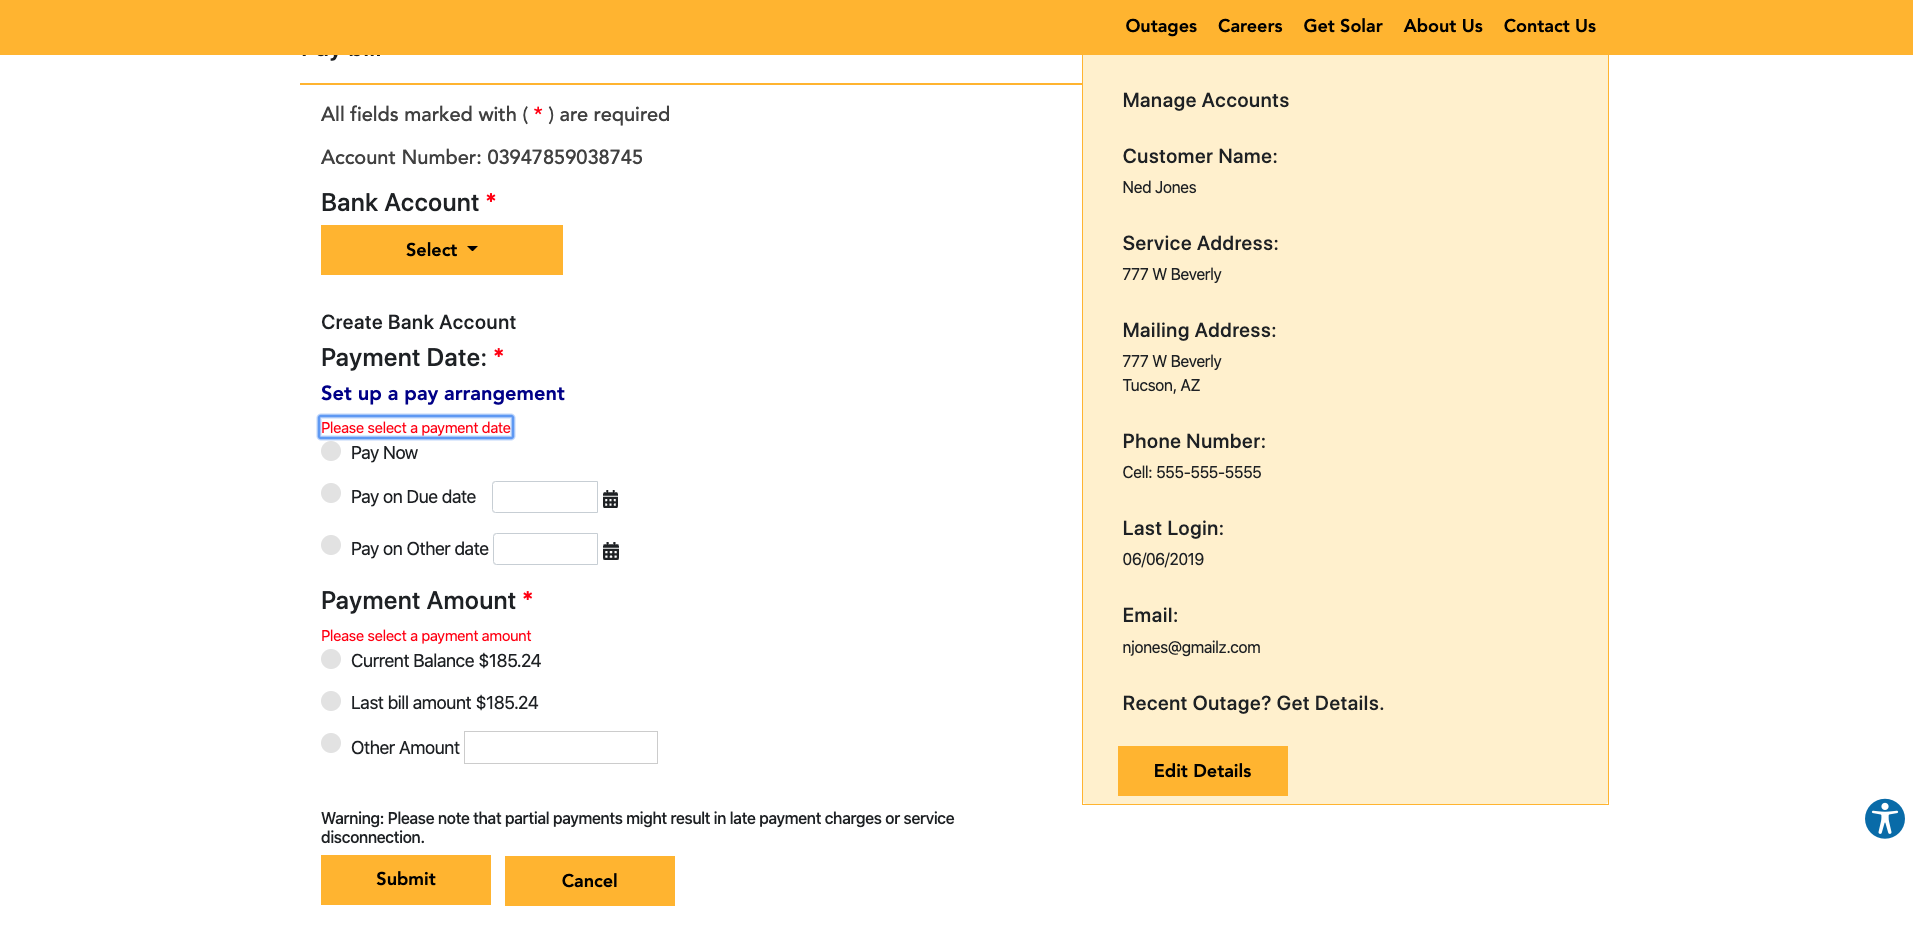 Outages Careers Get Solar About Us Contact Us
Pay bill
All fields marked with ( * ) are required
Account Number: 03947859038745
Bank Account *
Select
Create Bank Account
Payment Date: *
Set up a pay arrangement
Please select a payment date
Pay Now
Pay on Due date
Pay on Other date
Payment Amount *
Please select a payment amount
Current Balance $185.24
Last bill amount $185.24
Other Amount
Warning: Please note that partial payments might result in late payment charges or service
disconnection.
Submit Cancel
Manage Accounts
Customer Name:
Ned Jones
Service Address:
777 W Beverly
Mailing Address:
777 W Beverly
Tucson, AZ
Phone Number:
Cell: 555-555-5555
Last Login:
06/06/2019
Email:
njones@gmailz.com
Recent Outage? Get Details.
Edit Details